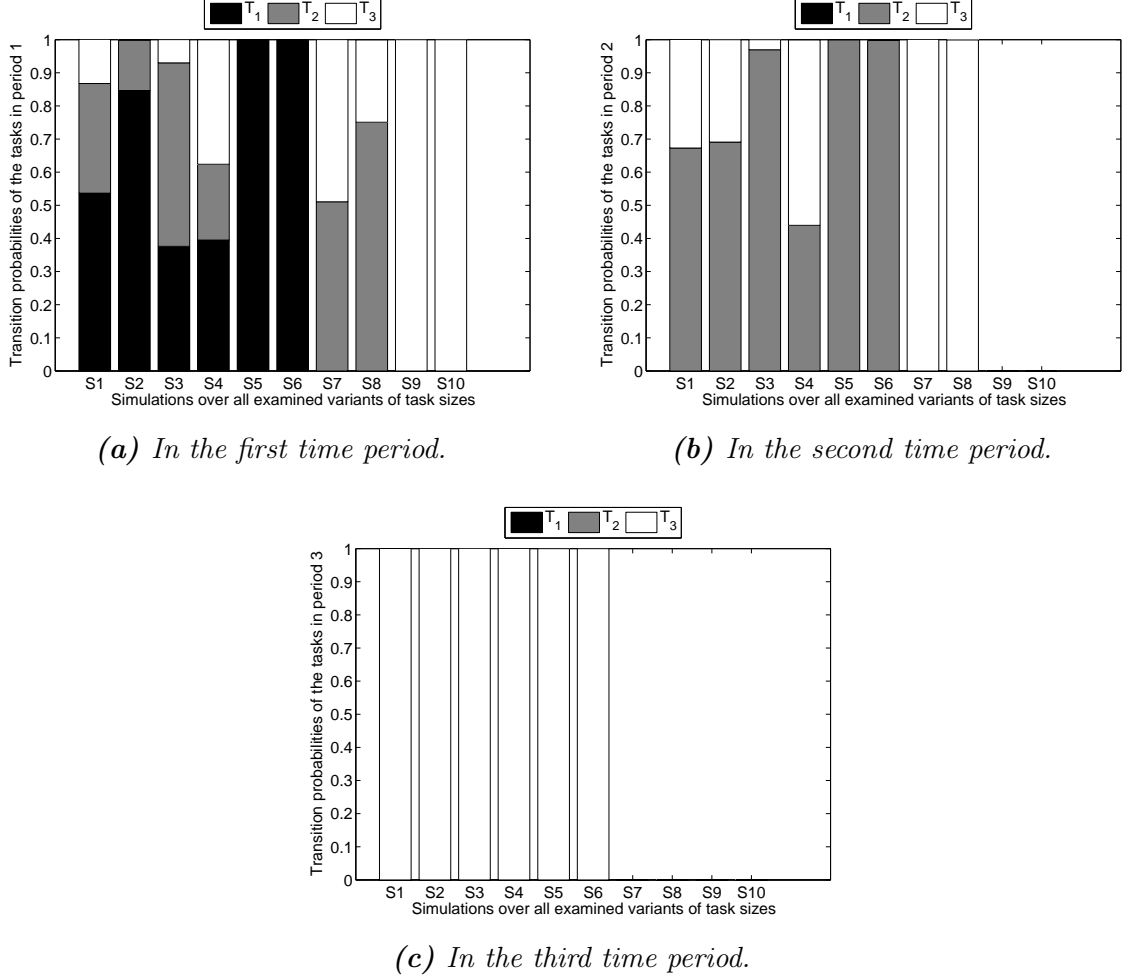 T1 T2 T3
Transition probabilities of the tasks in period 1
1
0.9
0.8
0.7
0.6
0.5
0.4
0.3
0.2
0.1
0
S1 S2 S3 S4 S5 S6 S7 S8 S9 S10
Simulations over all examined variants of task sizes
(a) In the first time period.
T1 T2 T3
Transition probabilities of the tasks in period 2
1
0.9
0.8
0.7
0.6
0.5
0.4
0.3
0.2
0.1
0
S1 S2 S3 S4 S5 S6 S7 S8 S9 S10
Simulations over all examined variants of task sizes
(b) In the second time period.
T1 T2 T3
Transition probabilities of the tasks in period 3
1
0.9
0.8
0.7
0.6
0.5
0.4
0.3
0.2
0.1
0
S1 S2 S3 S4 S5 S6 S7 S8 S9 S10
Simulations over all examined variants of task sizes
(c) In the third time period.